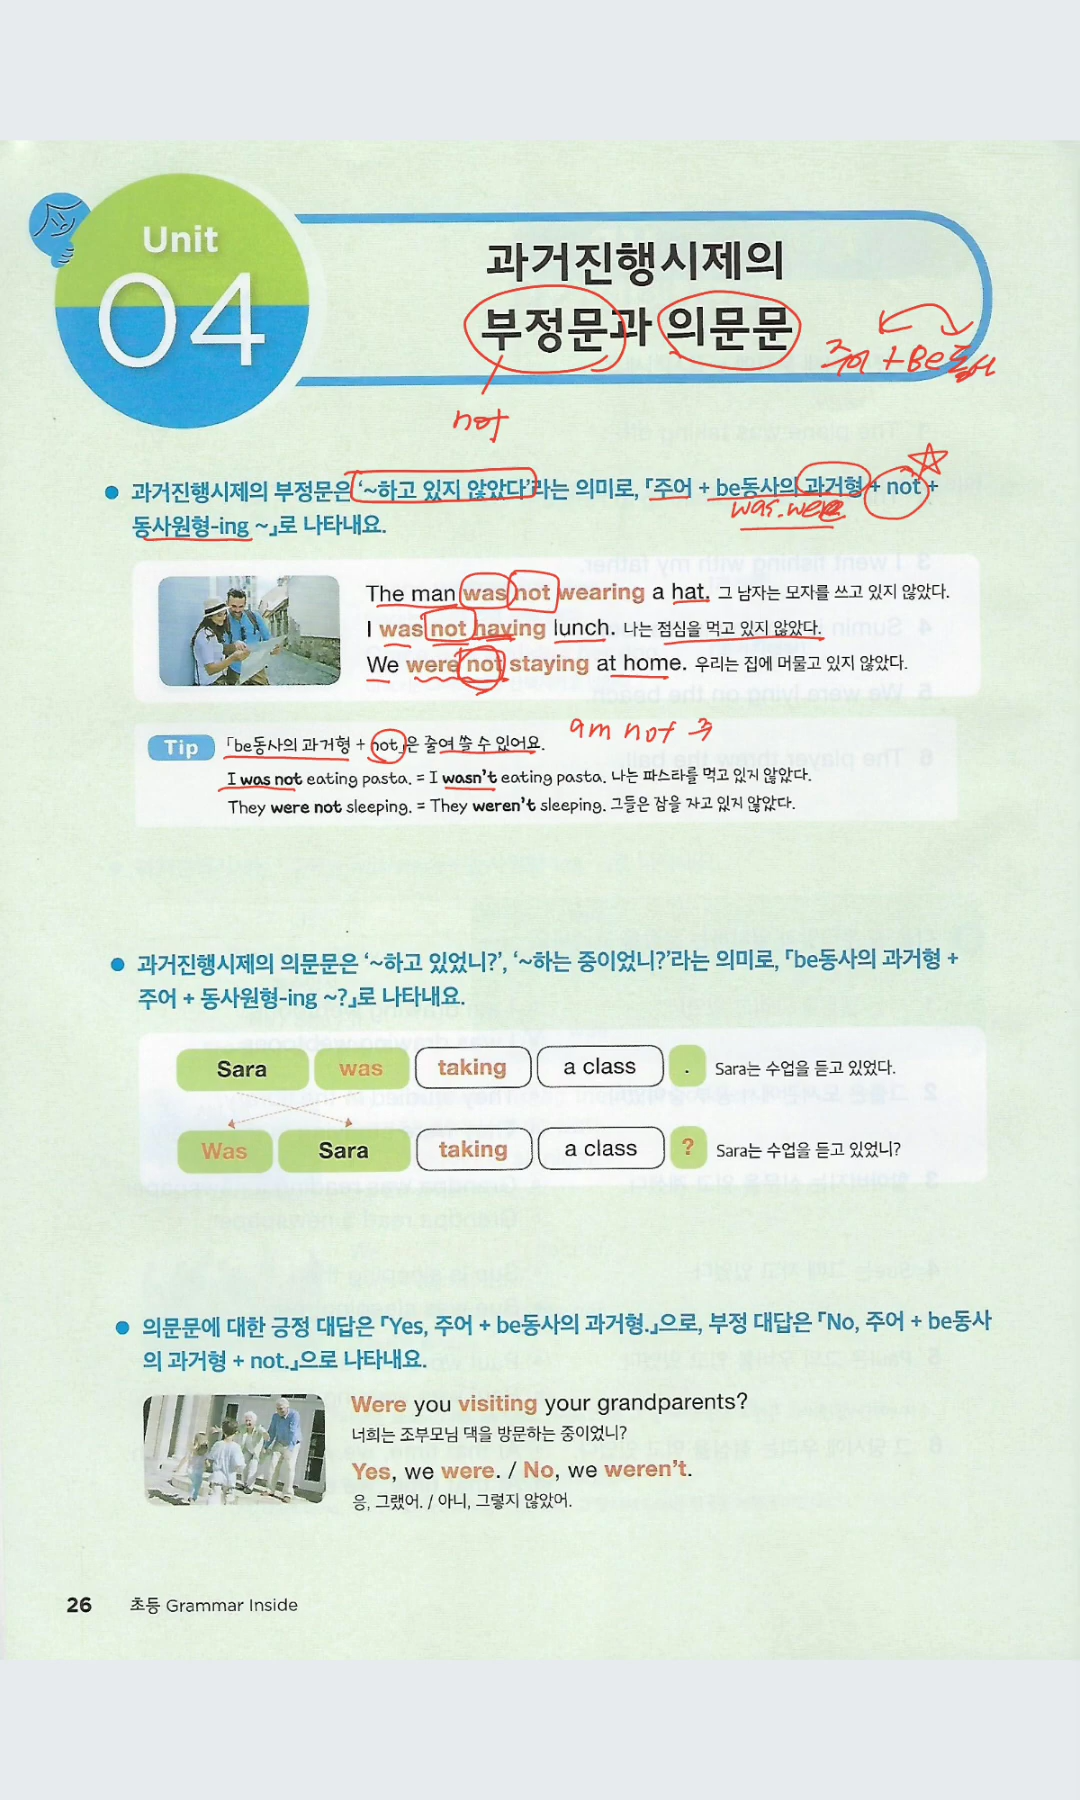 Unit
04
과거진행시제의
부정문과 의문문
주어 + Be동사
not
과거진행시제의 부정문은 '~하고 있지 않았다'라는 의미로, 「주어 + be동사의 과거형 + not +
was. were
동사원형-ing ~」로 나타내요.
The man was not wearing a hat. 그 남자는 모자를 쓰고 있지 않았다.
I was not having lunch. 나는 점심을 먹고 있지 않았다.
We were not staying at home. 우리는 집에 머물고 있지 않았다.
am not
Tip 「be동사의 과거형 + not」은 줄여 쓸 수 있어요.
I was not eating pasta. = I wasn't eating pasta. 나는 파스타를 먹고 있지 않았다.
They were not sleeping. = They weren't sleeping. 그들은 잠을 자고 있지 않았다.
과거진행시제의 의문문은 '~하고 있었니?', '~하는 중이었니?'라는 의미로, 「be동사의 과거형 +
주어 + 동사원형-ing ~?」로 나타내요.
Sara was taking a class . Sara는 수업을 듣고 있었다.
Was Sara taking a class ? Sara는 수업을 듣고 있었니?
의문문에 대한 긍정 대답은 「Yes, 주어 + be동사의 과거형.」으로, 부정 대답은 「No, 주어 + be동사
의 과거형 + not.」으로 나타내요.
Were you visiting your grandparents?
너희는 조부모님 댁을 방문하는 중이었니?
Yes, we were. / No, we weren't.
응, 그랬어. / 아니, 그렇지 않았어.
26 초등 Grammar Inside